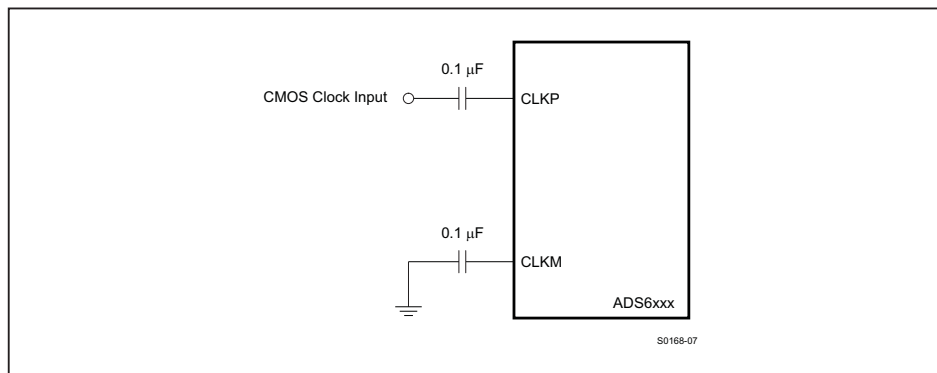 0.1 μF
CMOS Clock Input
CLKP
0.1 μF
CLKM
ADS6xxx
S0168-07